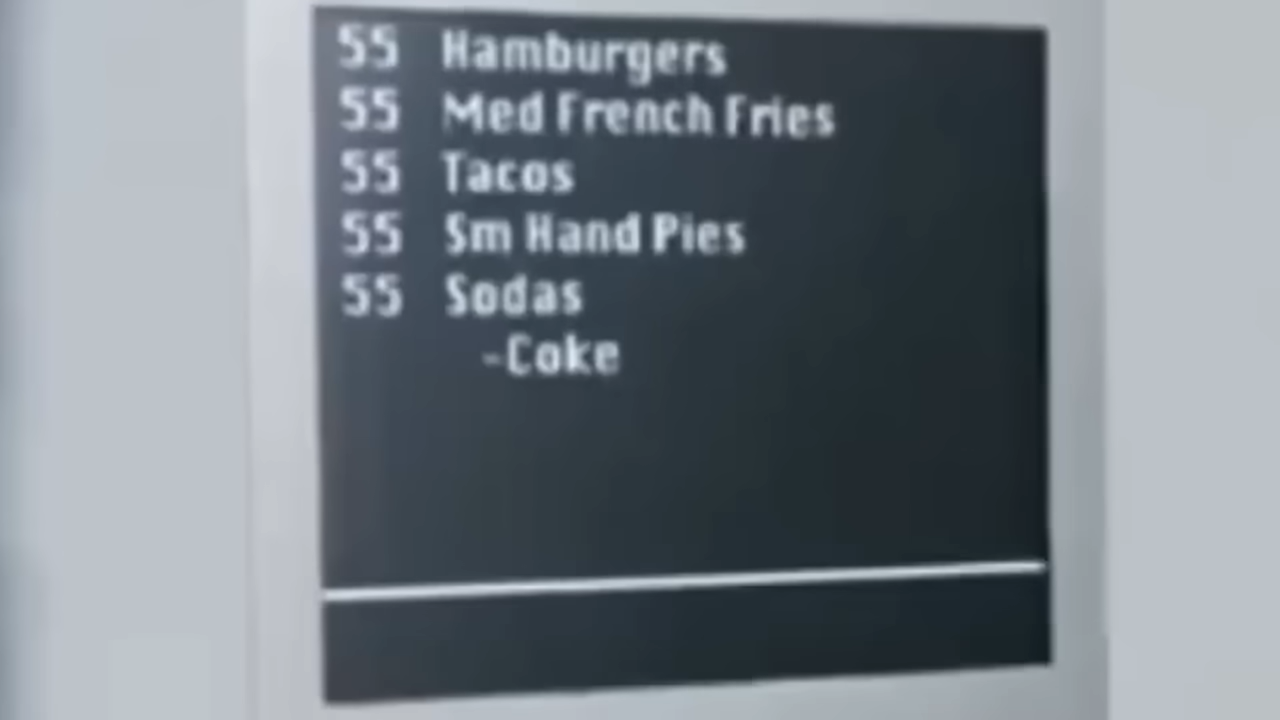 55 Hamburgers
55 Med French Fries
55 Tacos
55 Sm Hand Pies
55 Sodas
-Coke